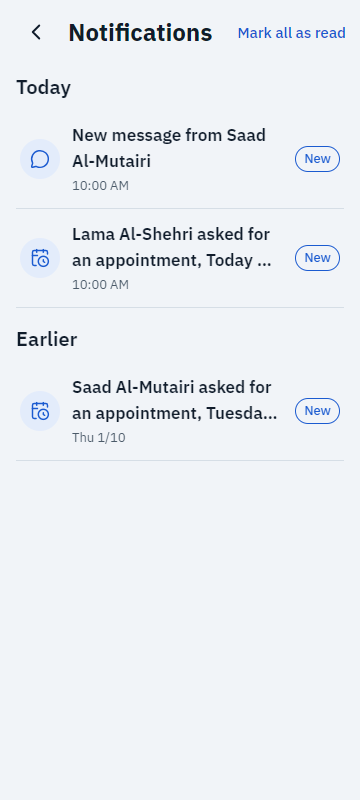 Notifications
Mark all as read
Today
New message from Saad
Al-Mutairi
10:00 AM
New
Lama Al-Shehri asked for
an appointment, Today ...
10:00 AM
New
Earlier
Saad Al-Mutairi asked for
an appointment, Tuesda...
Thu 1/10
New